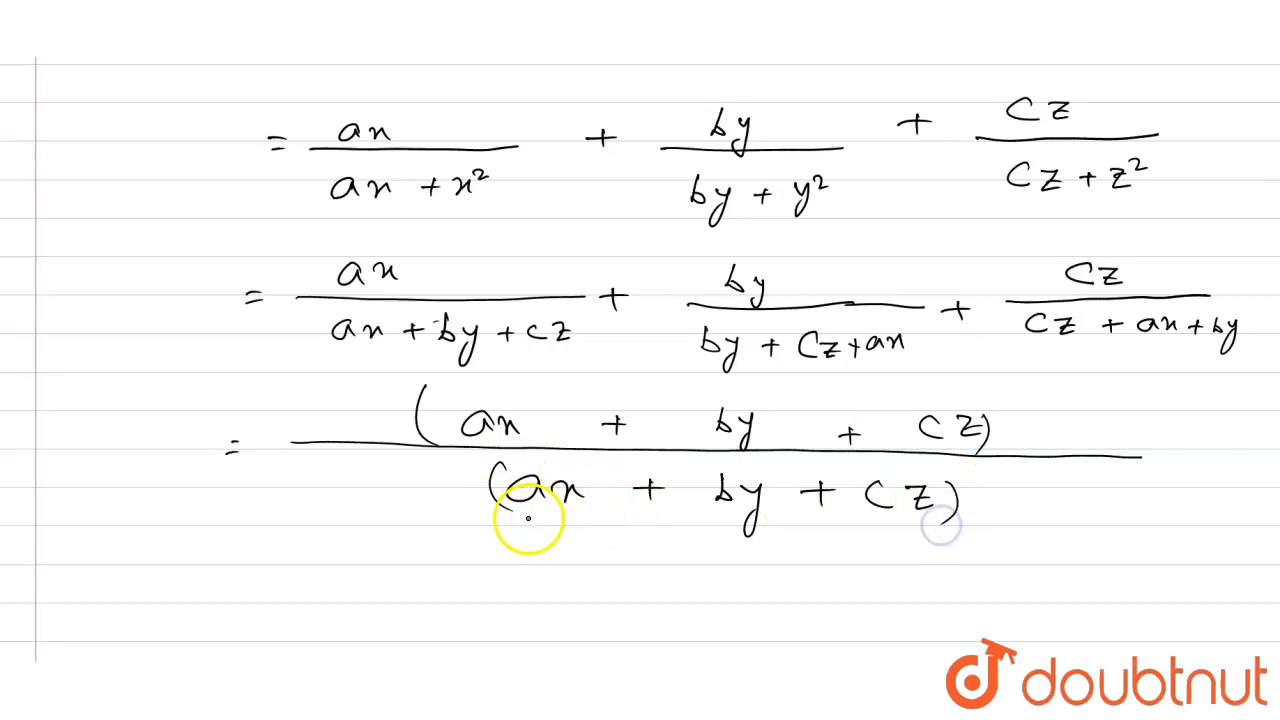 = ax / (ax + x²) + by / (by + y²) + cz / (cz + z²)
= ax / (ax + by + cz) + by / (by + cz + ax) + cz / (cz + ax + by)
= (ax + by + cz) / (ax + by + cz)
doubtnut